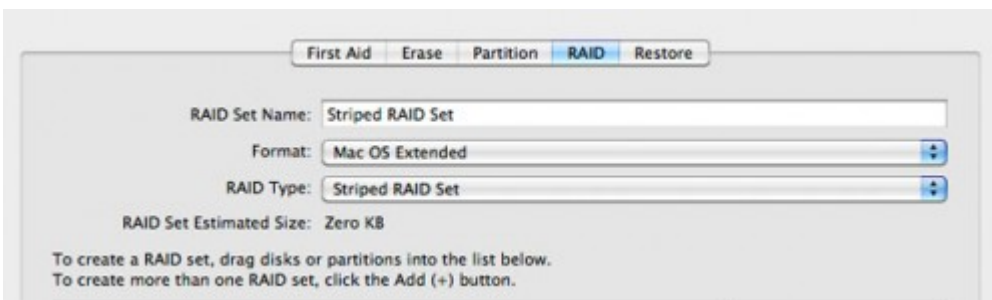 First Aid Erase Partition RAID Restore
RAID Set Name: Striped RAID Set
Format: Mac OS Extended
RAID Type: Striped RAID Set
RAID Set Estimated Size: Zero KB
To create a RAID set, drag disks or partitions into the list below.
To create more than one RAID set, click the Add (+) button.